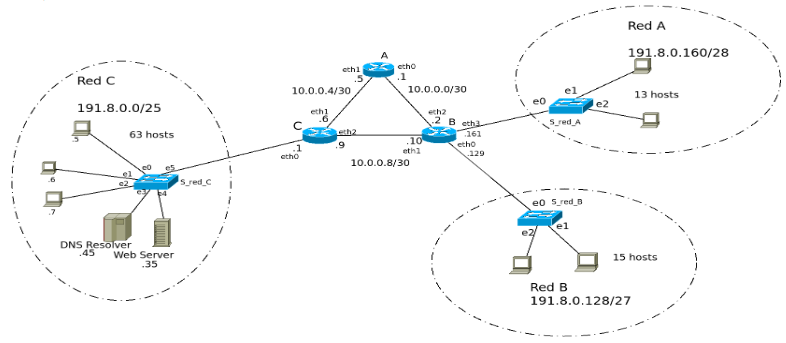 Red A
191.8.0.160/28
e1
13 hosts
e0
e2
S_red_A
A
eth1
eth0
.5
.1
10.0.0.4/30
10.0.0.0/30
eth1
eth2
.6
.2
C
B
eth3
.161
eth2
.1
.9
.10
eth0
eth1
eth0
.129
10.0.0.8/30
Red C
191.8.0.0/25
63 hosts
.5
e0
e5
e1
.6
e2
S_red_C
e3
e4
.7
DNS Resolver
.45
Web Server
.35
e0
S_red_B
e2
e1
15 hosts
Red B
191.8.0.128/27